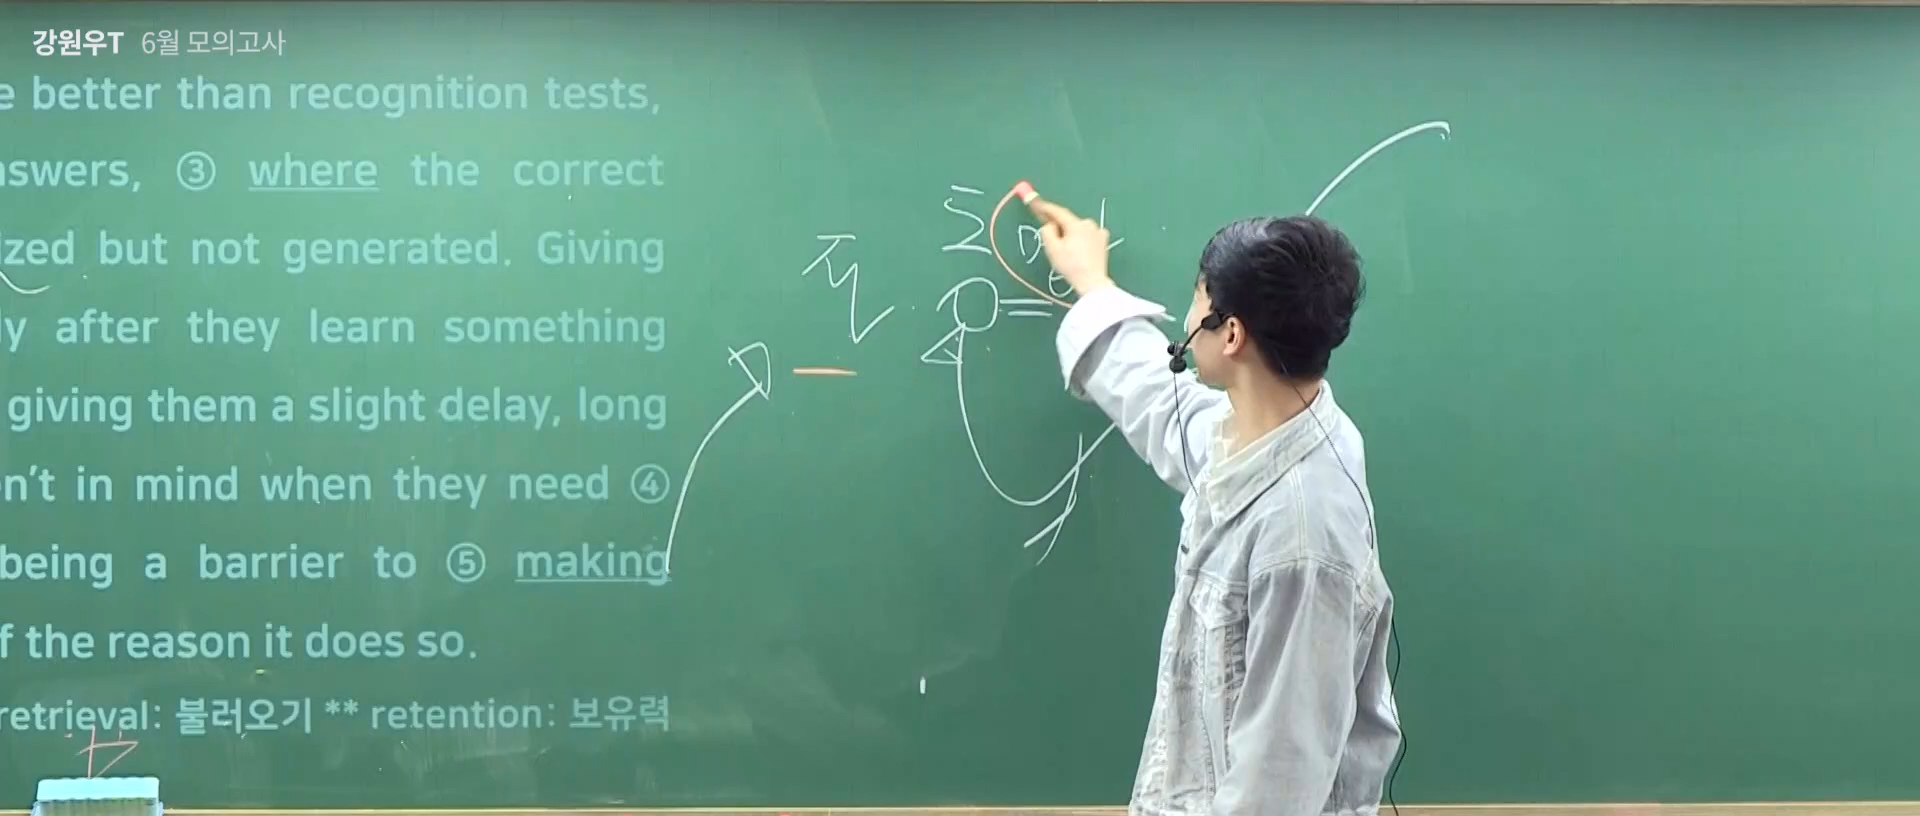 강원우T 6월 모의고사
e better than recognition tests,
nswers, ③ where the correct
ized but not generated. Giving
ly after they learn something
giving them a slight delay, long
en't in mind when they need ④
being a barrier to ⑤ making
f the reason it does so.
retrieval: 불러오기 ** retention: 보유력